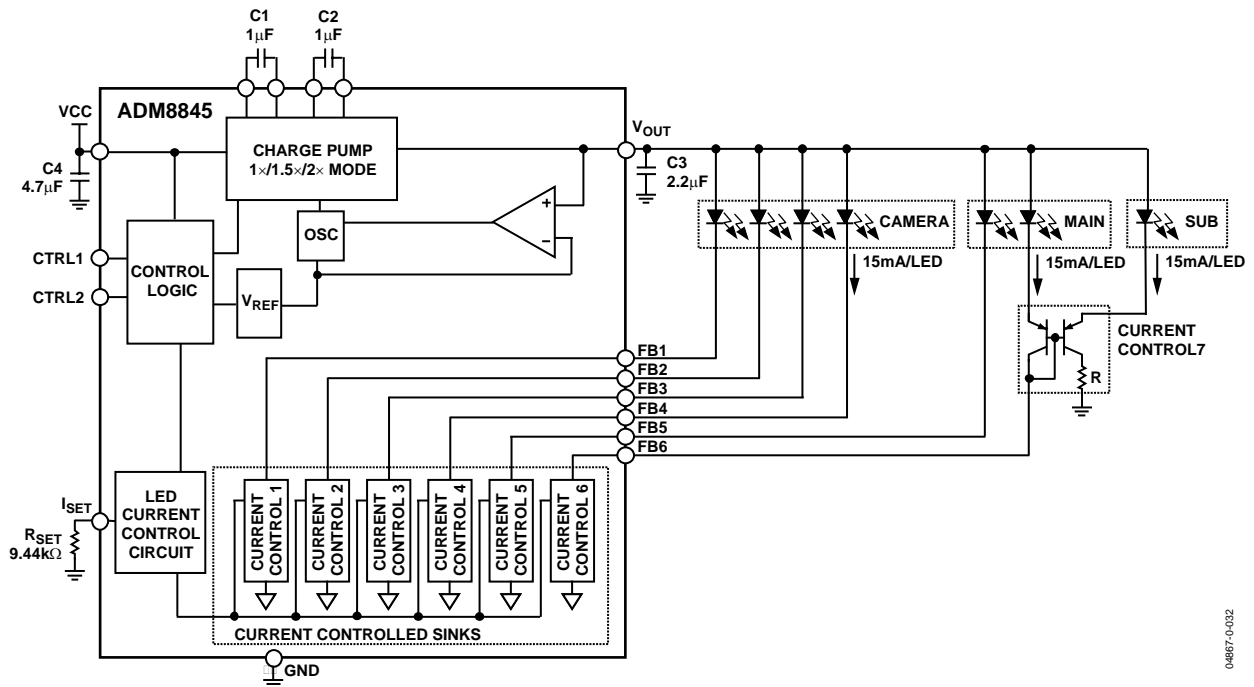 C1
1μF
C2
1μF
VCC
ADM8845
C4
4.7μF
CHARGE PUMP
1×/1.5×/2× MODE
VOUT
C3
2.2μF
OSC
+
–
CAMERA
MAIN
SUB
15mA/LED
15mA/LED
15mA/LED
CTRL1
CTRL2
CONTROL
LOGIC
VREF
CURRENT
CONTROL7
R
FB1
FB2
FB3
FB4
FB5
FB6
ISET
RSET
9.44kΩ
LED
CURRENT
CONTROL
CIRCUIT
CURRENT
CONTROL 1
CURRENT
CONTROL 2
CURRENT
CONTROL 3
CURRENT
CONTROL 4
CURRENT
CONTROL 5
CURRENT
CONTROL 6
CURRENT CONTROLLED SINKS
GND
04867-0-032